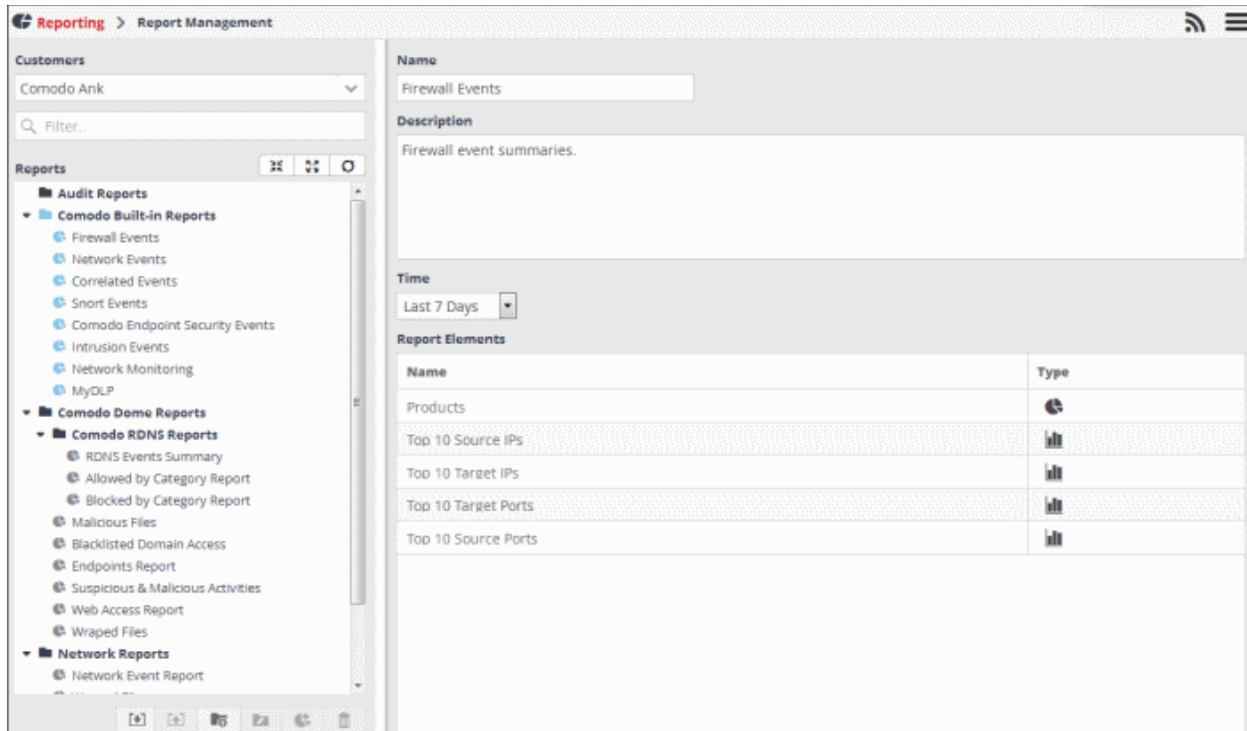 Reporting > Report Management
Customers
Comodo Ank
Filter..
Reports
Audit Reports
Comodo Built-in Reports
Firewall Events
Network Events
Correlated Events
Snort Events
Comodo Endpoint Security Events
Intrusion Events
Network Monitoring
MyDLP
Comodo Dome Reports
Comodo RDNS Reports
RDNS Events Summary
Allowed by Category Report
Blocked by Category Report
Malicious Files
Blacklisted Domain Access
Endpoints Report
Suspicious & Malicious Activities
Web Access Report
Wraped Files
Network Reports
Network Event Report
Name
Firewall Events
Description
Firewall event summaries.
Time
Last 7 Days
Report Elements
Name Type
Products
Top 10 Source IPs
Top 10 Target IPs
Top 10 Target Ports
Top 10 Source Ports